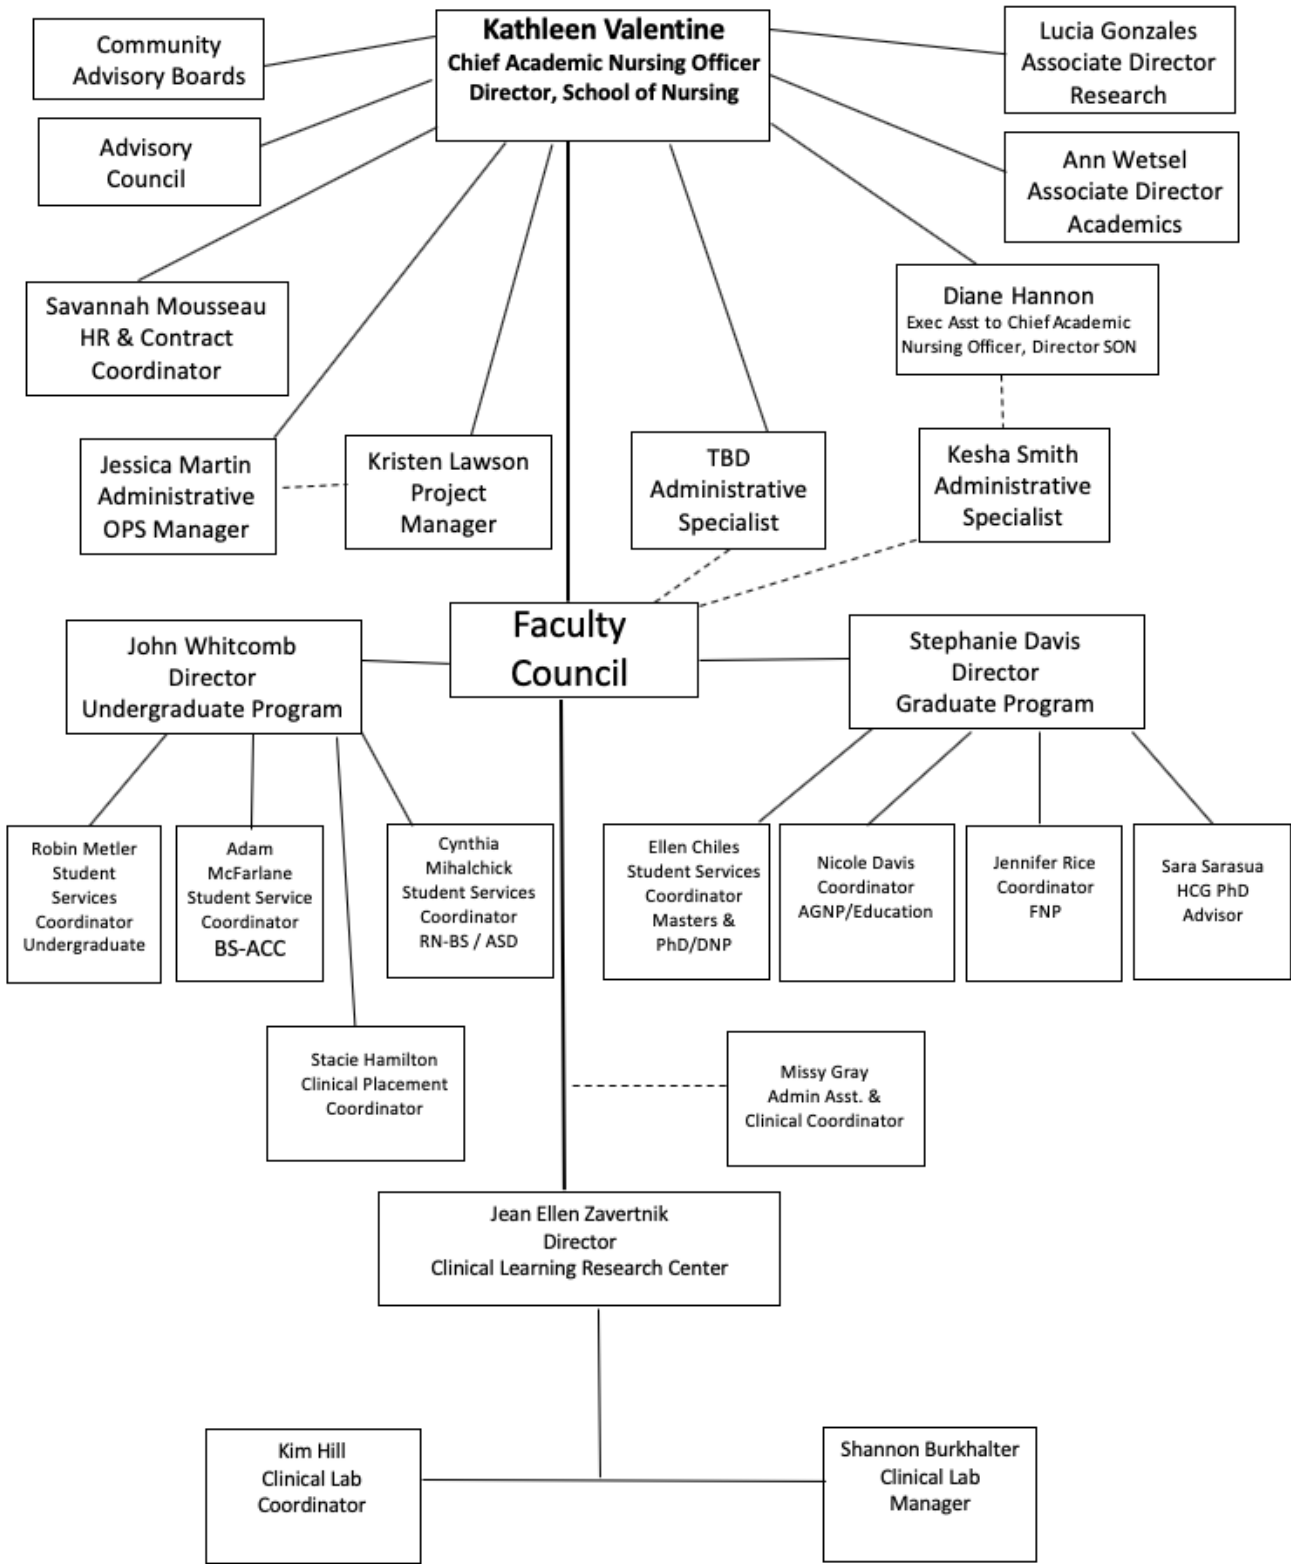 Kathleen Valentine
Chief Academic Nursing Officer
Director, School of Nursing
Community
Advisory Boards
Advisory
Council
Lucia Gonzales
Associate Director
Research
Ann Wetsel
Associate Director
Academics
Savannah Mousseau
HR & Contract
Coordinator
Diane Hannon
Exec Asst to Chief Academic
Nursing Officer, Director SON
Jessica Martin
Administrative
OPS Manager
Kristen Lawson
Project
Manager
TBD
Administrative
Specialist
Kesha Smith
Administrative
Specialist
Faculty
Council
John Whitcomb
Director
Undergraduate Program
Stephanie Davis
Director
Graduate Program
Robin Metler
Student
Services
Coordinator
Undergraduate
Adam
McFarlane
Student Service
Coordinator
BS-ACC
Cynthia
Mihalchick
Student Services
Coordinator
RN-BS / ASD
Ellen Chiles
Student Services
Coordinator
Masters &
PhD/DNP
Nicole Davis
Coordinator
AGNP/Education
Jennifer Rice
Coordinator
FNP
Sara Sarasua
HCG PhD
Advisor
Stacie Hamilton
Clinical Placement
Coordinator
Missy Gray
Admin Asst. &
Clinical Coordinator
Jean Ellen Zavertnik
Director
Clinical Learning Research Center
Kim Hill
Clinical Lab
Coordinator
Shannon Burkhalter
Clinical Lab
Manager